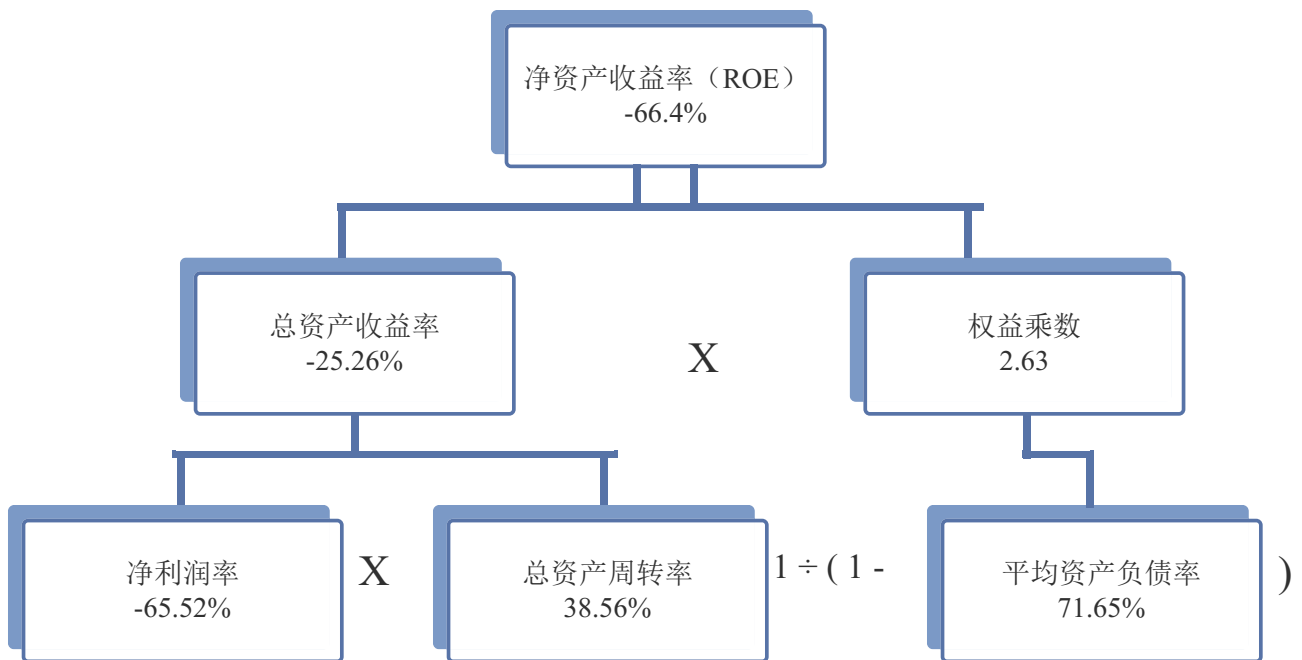 净资产收益率（ROE）
-66.4%
总资产收益率
-25.26%
X
权益乘数
2.63
净利润率
-65.52%
X
总资产周转率
38.56%
1 ÷ ( 1 -
平均资产负债率
71.65%
)